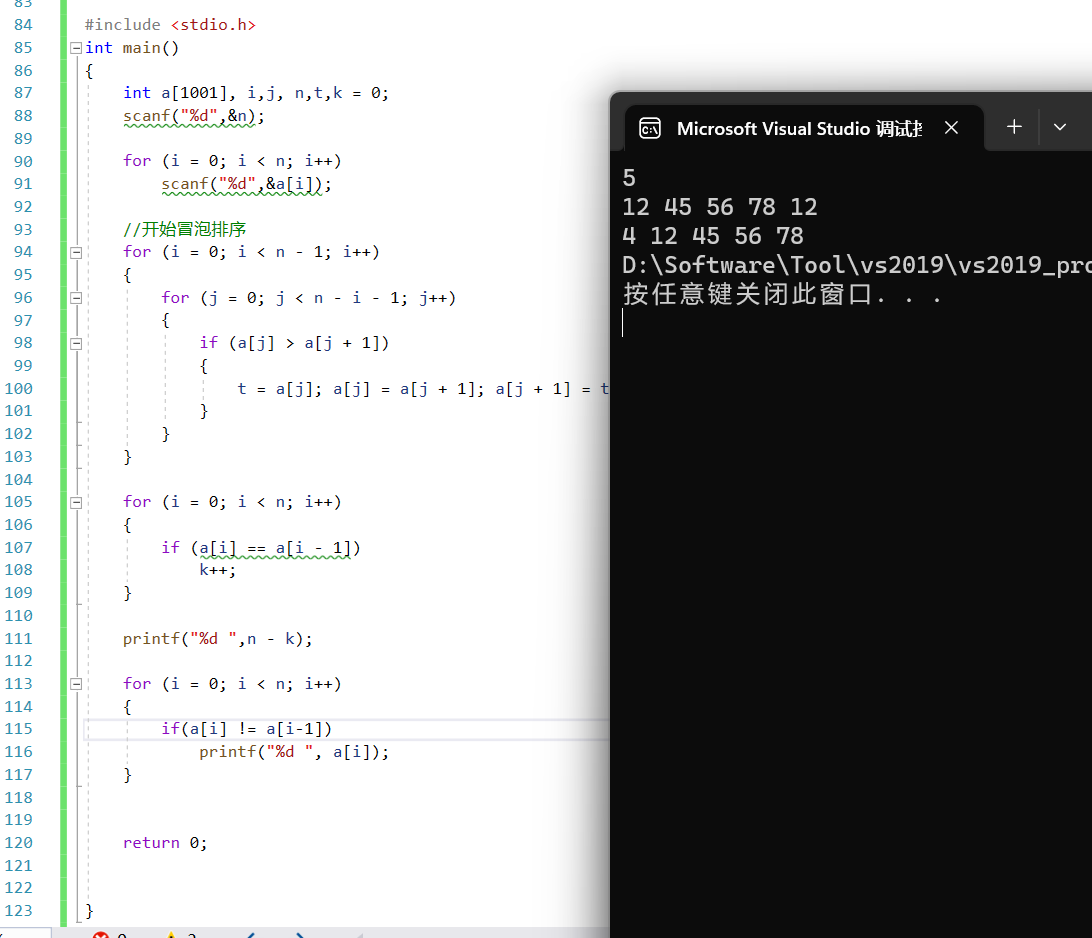 83
84 #include <stdio.h>
85 int main()
86 {
87 int a[1001], i,j, n,t,k = 0;
88 scanf("%d",&n);
89
90 for (i = 0; i < n; i++)
91 scanf("%d",&a[i]);
92
93 //开始冒泡排序
94 for (i = 0; i < n - 1; i++)
95 {
96 for (j = 0; j < n - i - 1; j++)
97 {
98 if (a[j] > a[j + 1])
99 {
100 t = a[j]; a[j] = a[j + 1]; a[j + 1] = t
101 }
102 }
103 }
104
105 for (i = 0; i < n; i++)
106 {
107 if (a[i] == a[i - 1])
108 k++;
109 }
110
111 printf("%d ",n - k);
112
113 for (i = 0; i < n; i++)
114 {
115 if(a[i] != a[i-1])
116 printf("%d ", a[i]);
117 }
118
119
120 return 0;
121
122
123 }
Microsoft Visual Studio 调试
5
12 45 56 78 12
4 12 45 56 78
D:\Software\Tool\vs2019\vs2019_pro
按任意键关闭此窗口. . .